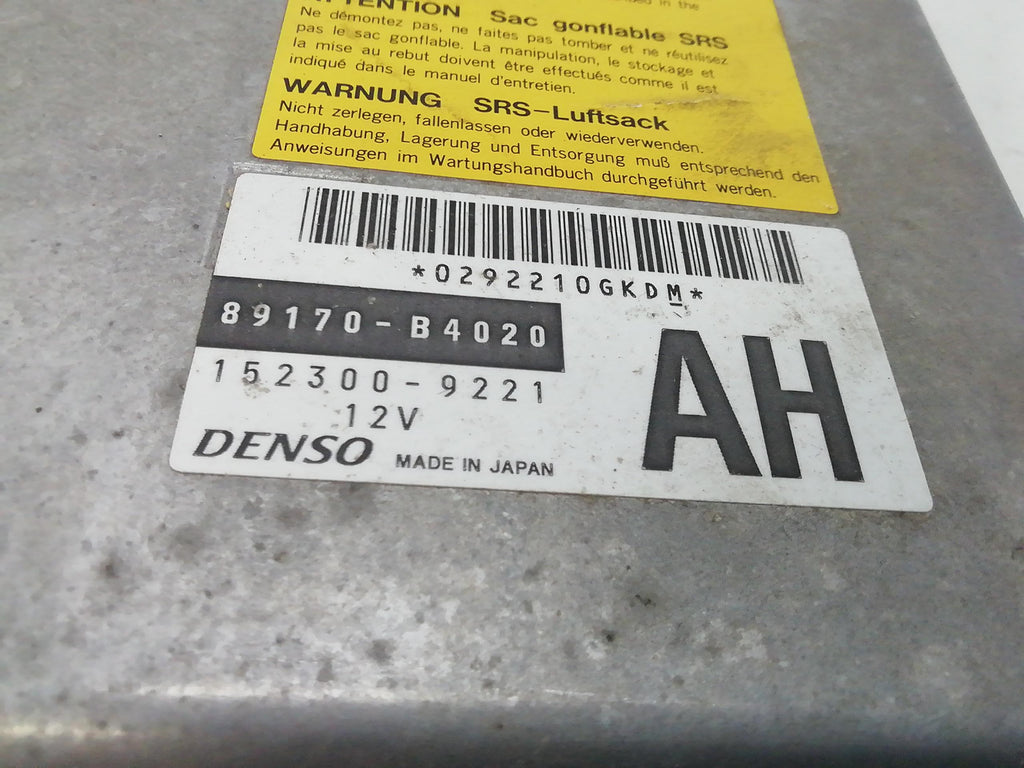 in the
ATTENTION Sac gonflable SRS
Ne démontez pas, ne faites pas tomber et ne réutilisez
pas le sac gonflable. La manipulation, le stockage et
la mise au rebut doivent être effectués comme il est
indiqué dans le manuel d'entretien.
WARNUNG SRS-Luftsack
Nicht zerlegen, fallenlassen oder wiederverwenden.
Handhabung, Lagerung und Entsorgung muß entsprechend den
Anweisungen im Wartungshandbuch durchgeführt werden.
*0292210GKDM*
89170-B4020
152300-9221
12V
AH
DENSO MADE IN JAPAN